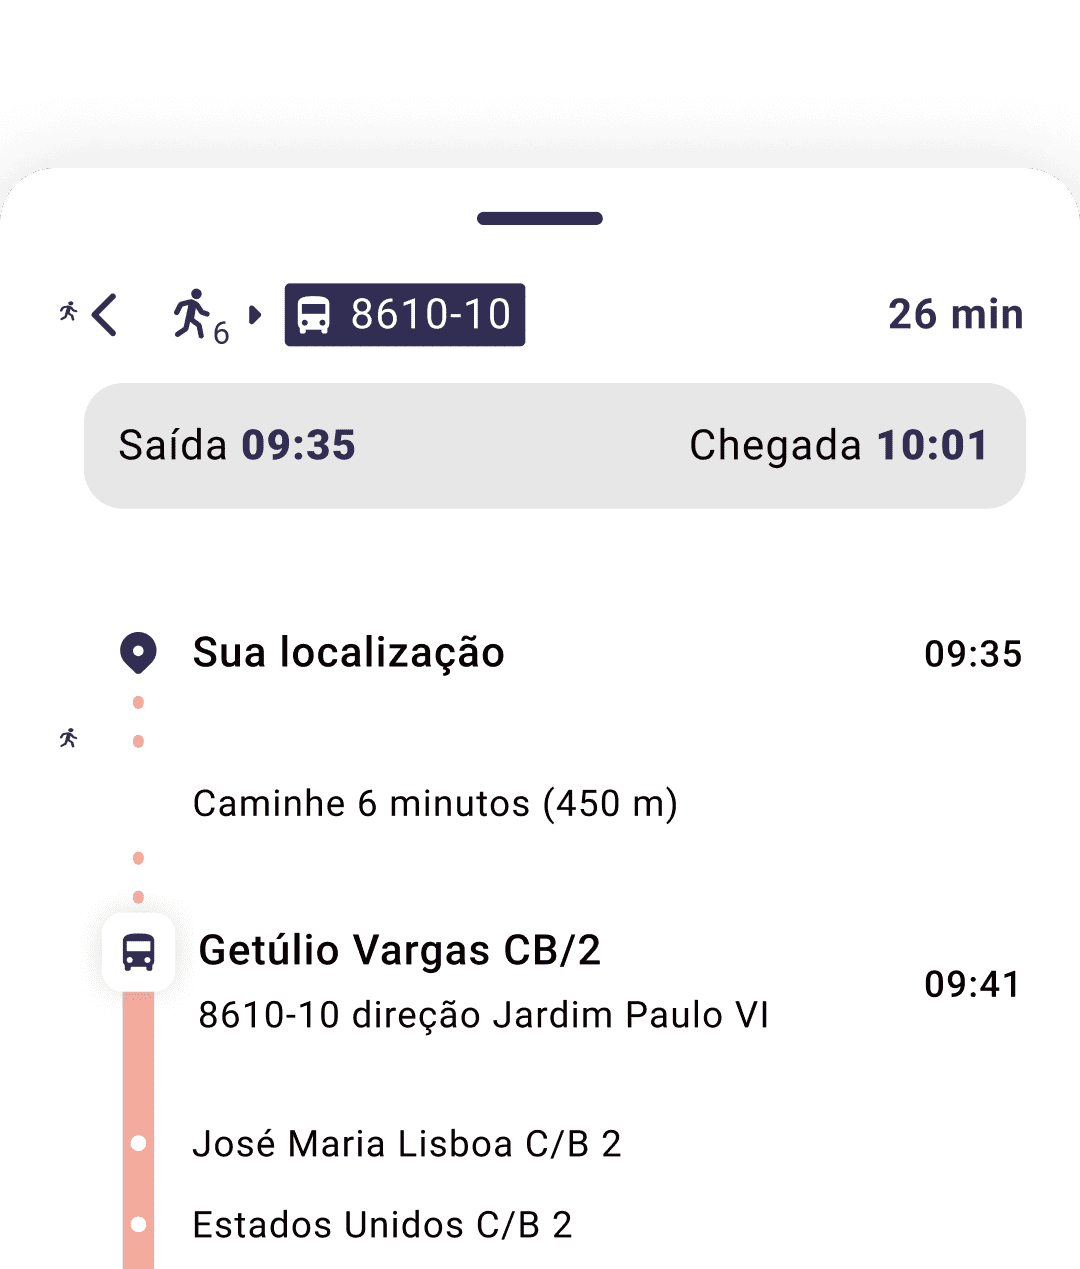 6 8610-10 26 min
Saída 09:35 Chegada 10:01
Sua localização 09:35
Caminhe 6 minutos (450 m)
Getúlio Vargas CB/2
09:41
8610-10 direção Jardim Paulo VI
José Maria Lisboa C/B 2
Estados Unidos C/B 2